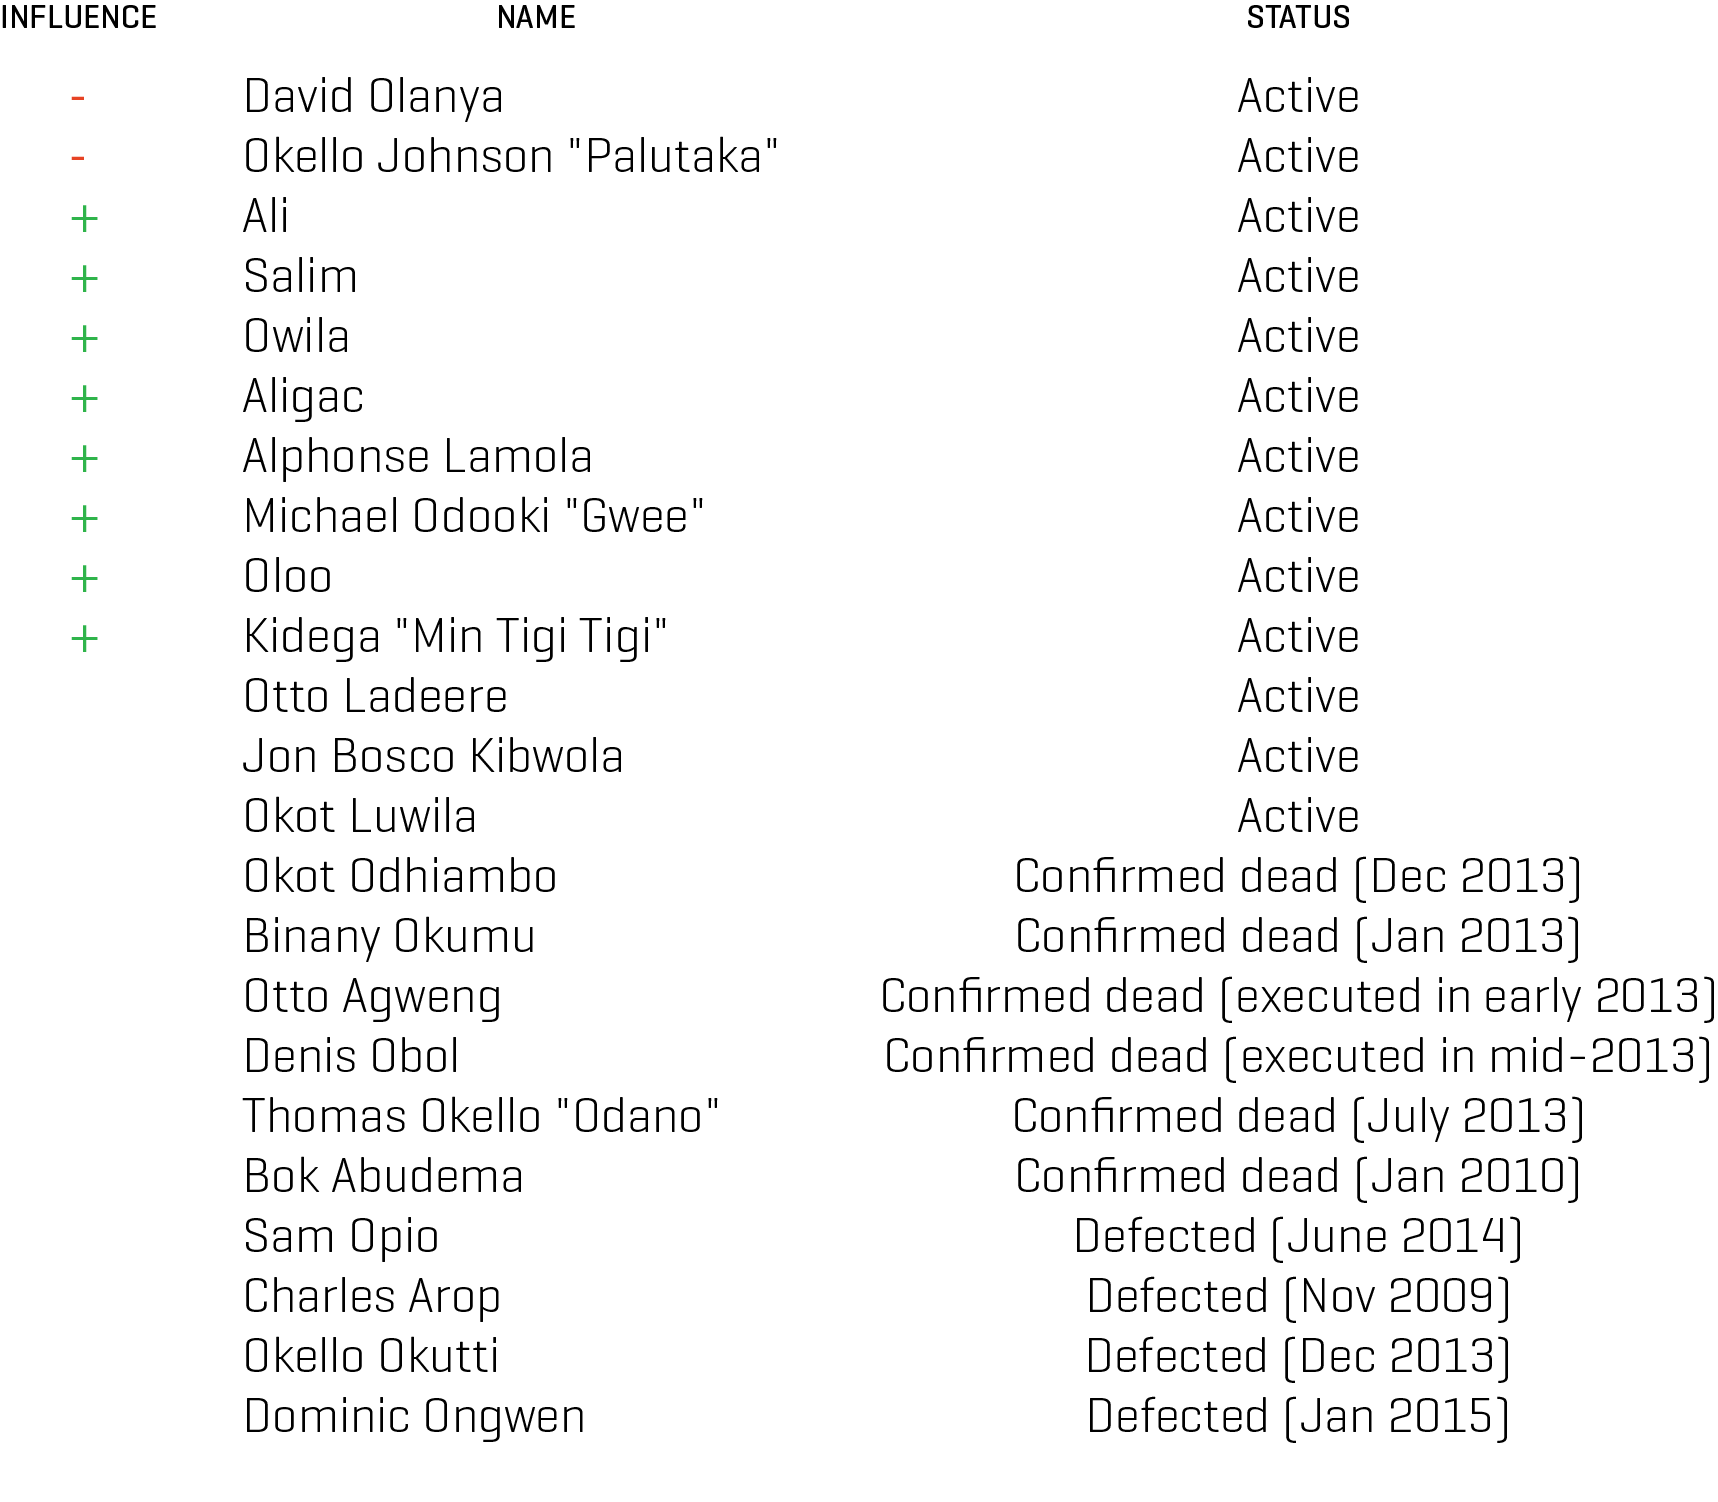 INFLUENCE NAME STATUS
- David Olanya Active
- Okello Johnson "Palutaka" Active
+ Ali Active
+ Salim Active
+ Owila Active
+ Aligac Active
+ Alphonse Lamola Active
+ Michael Odooki "Gwee" Active
+ Oloo Active
+ Kidega "Min Tigi Tigi" Active
Otto Ladeere Active
Jon Bosco Kibwola Active
Okot Luwila Active
Okot Odhiambo Confirmed dead (Dec 2013)
Binany Okumu Confirmed dead (Jan 2013)
Otto Agweng Confirmed dead (executed in early 2013)
Denis Obol Confirmed dead (executed in mid-2013)
Thomas Okello "Odano" Confirmed dead (July 2013)
Bok Abudema Confirmed dead (Jan 2010)
Sam Opio Defected (June 2014)
Charles Arop Defected (Nov 2009)
Okello Okutti Defected (Dec 2013)
Dominic Ongwen Defected (Jan 2015)